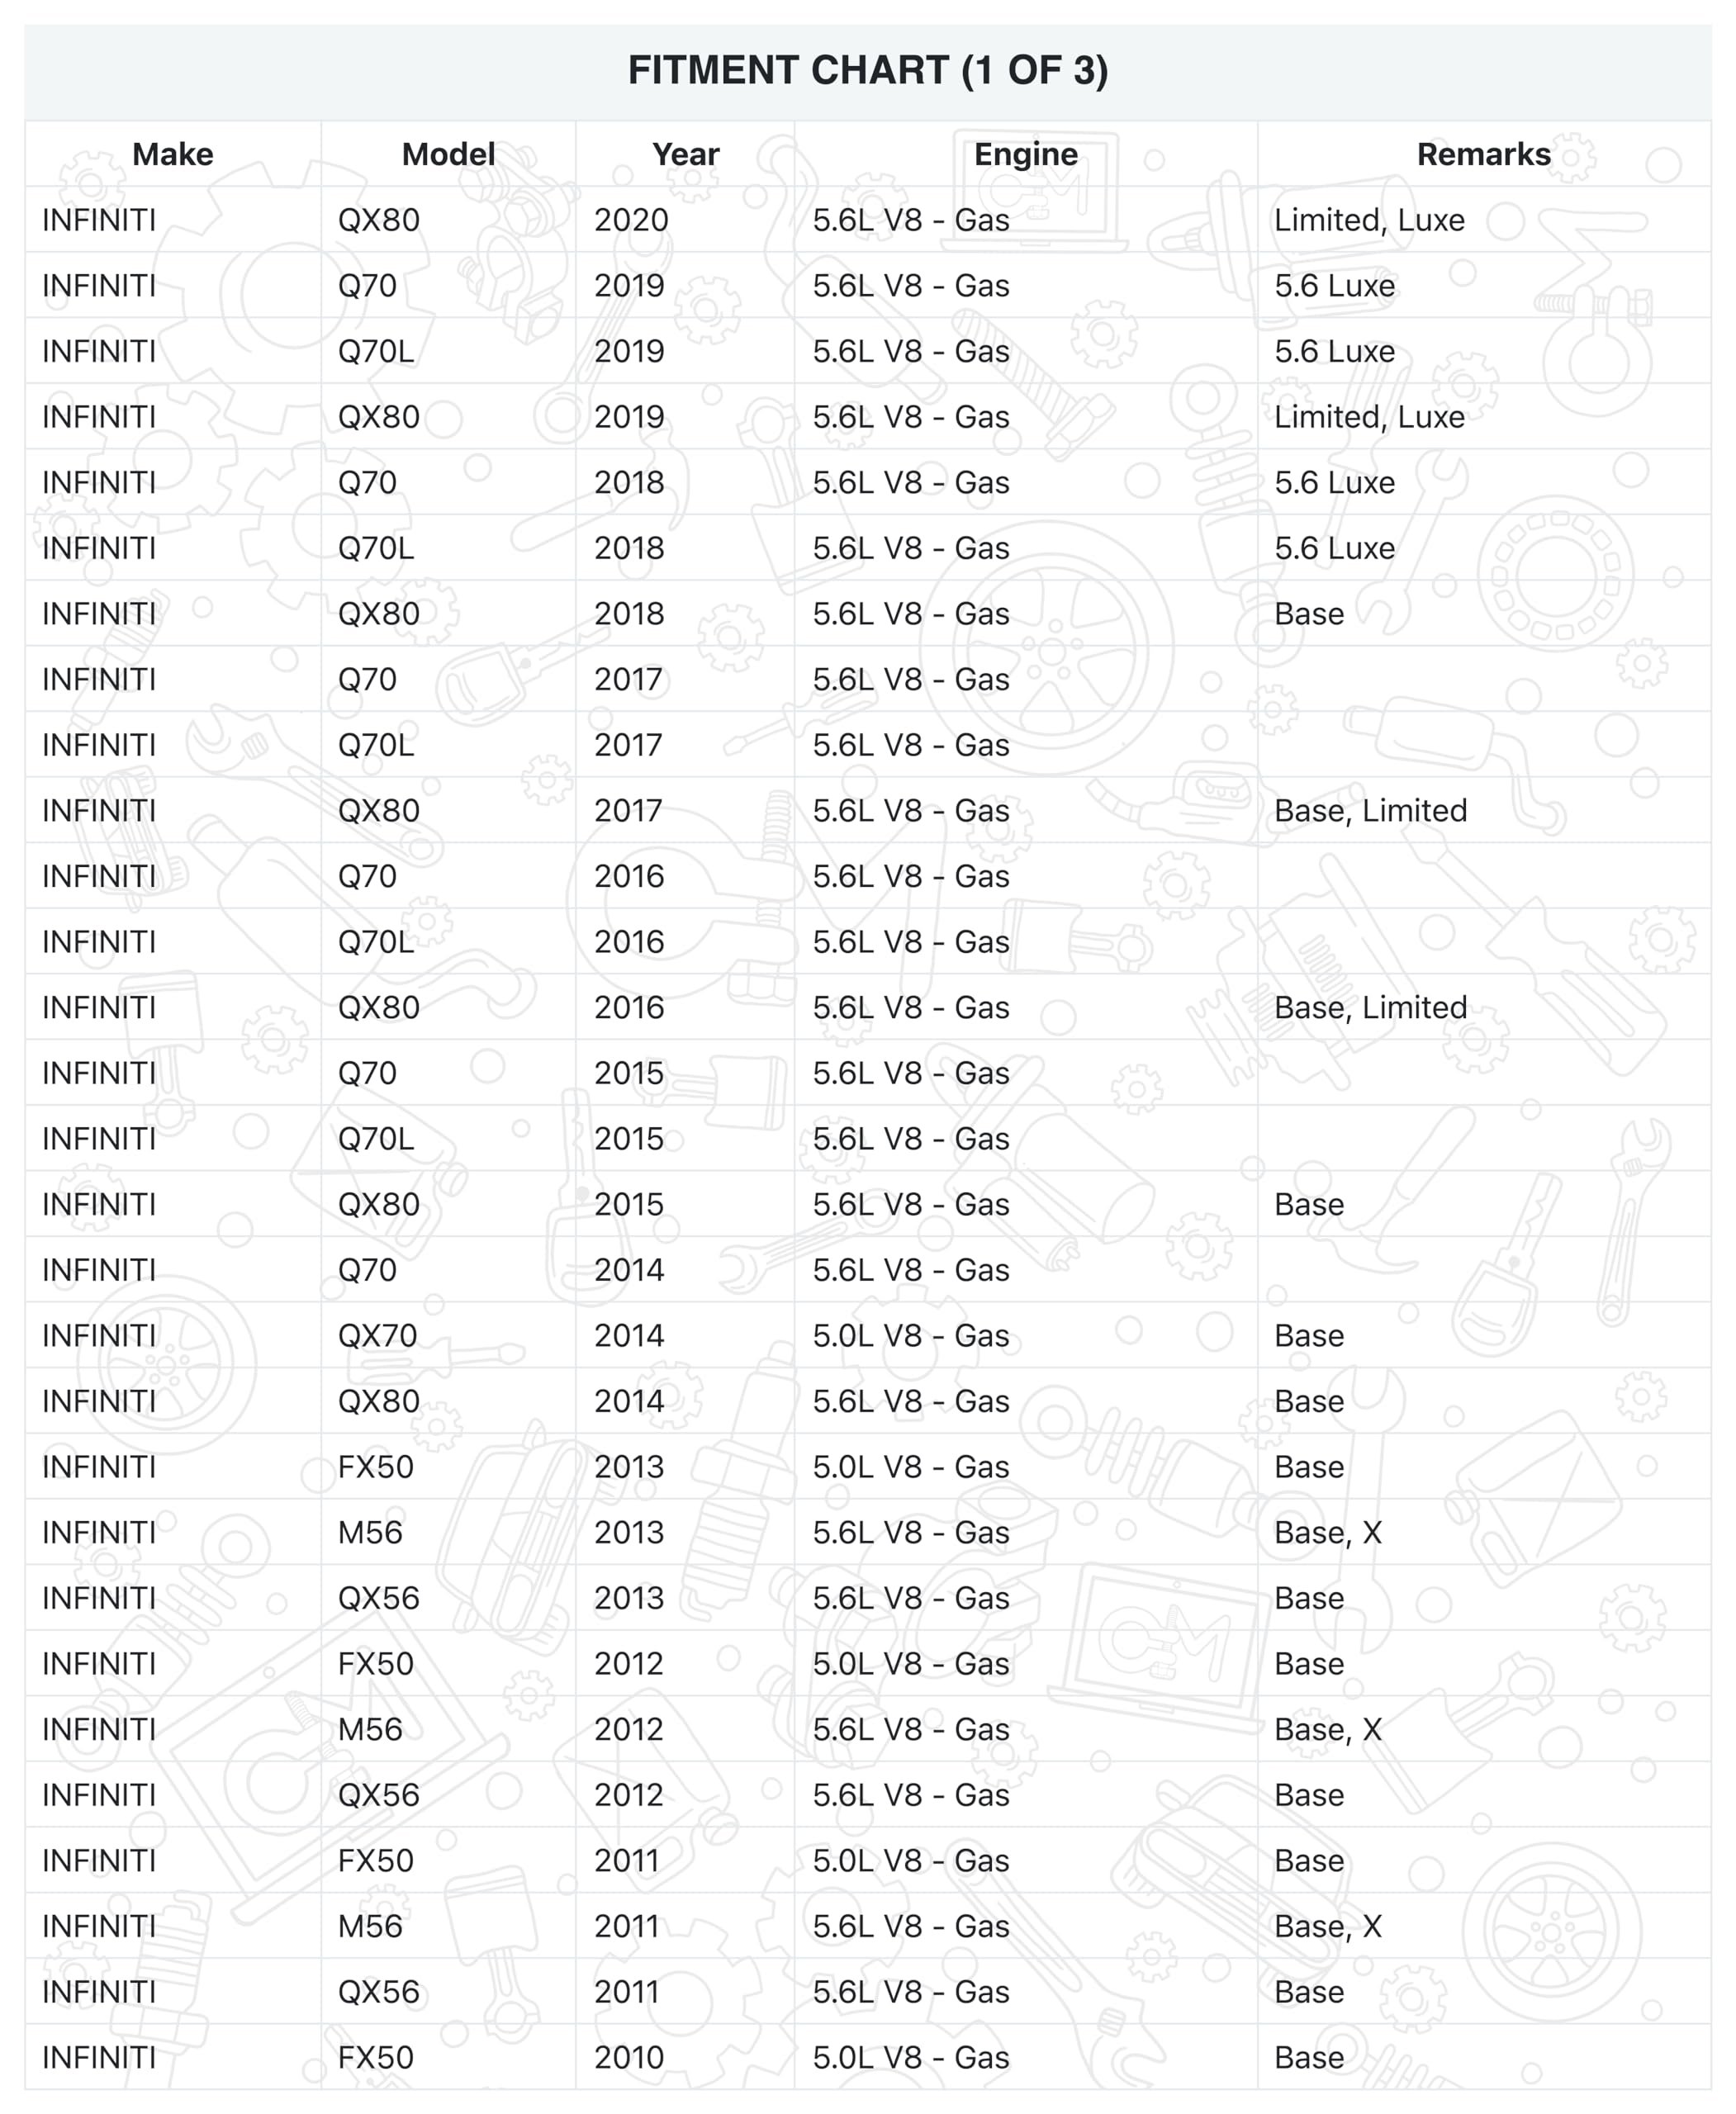 FITMENT CHART (1 OF 3)
Make Model Year Engine Remarks
INFINITI QX80 2020 5.6L V8 - Gas Limited, Luxe
INFINITI Q70 2019 5.6L V8 - Gas 5.6 Luxe
INFINITI Q70L 2019 5.6L V8 - Gas 5.6 Luxe
INFINITI QX80 2019 5.6L V8 - Gas Limited, Luxe
INFINITI Q70 2018 5.6L V8 - Gas 5.6 Luxe
INFINITI Q70L 2018 5.6L V8 - Gas 5.6 Luxe
INFINITI QX80 2018 5.6L V8 - Gas Base
INFINITI Q70 2017 5.6L V8 - Gas
INFINITI Q70L 2017 5.6L V8 - Gas
INFINITI QX80 2017 5.6L V8 - Gas Base, Limited
INFINITI Q70 2016 5.6L V8 - Gas
INFINITI Q70L 2016 5.6L V8 - Gas
INFINITI QX80 2016 5.6L V8 - Gas Base, Limited
INFINITI Q70 2015 5.6L V8 - Gas
INFINITI Q70L 2015 5.6L V8 - Gas
INFINITI QX80 2015 5.6L V8 - Gas Base
INFINITI Q70 2014 5.6L V8 - Gas
INFINITI QX70 2014 5.0L V8 - Gas Base
INFINITI QX80 2014 5.6L V8 - Gas Base
INFINITI FX50 2013 5.0L V8 - Gas Base
INFINITI M56 2013 5.6L V8 - Gas Base, X
INFINITI QX56 2013 5.6L V8 - Gas Base
INFINITI FX50 2012 5.0L V8 - Gas Base
INFINITI M56 2012 5.6L V8 - Gas Base, X
INFINITI QX56 2012 5.6L V8 - Gas Base
INFINITI FX50 2011 5.0L V8 - Gas Base
INFINITI M56 2011 5.6L V8 - Gas Base, X
INFINITI QX56 2011 5.6L V8 - Gas Base
INFINITI FX50 2010 5.0L V8 - Gas Base